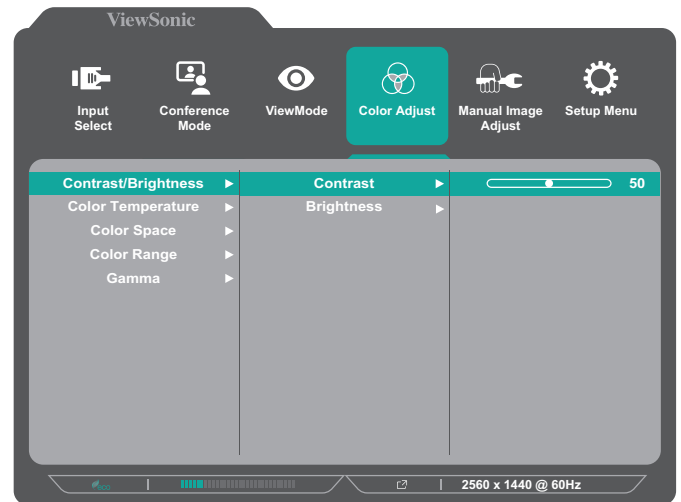 ViewSonic
Input Select
Conference Mode
ViewMode
Color Adjust
Manual Image Adjust
Setup Menu
Contrast/Brightness
Contrast
50
Color Temperature
Brightness
Color Space
Color Range
Gamma
eco
2560 x 1440 @ 60Hz